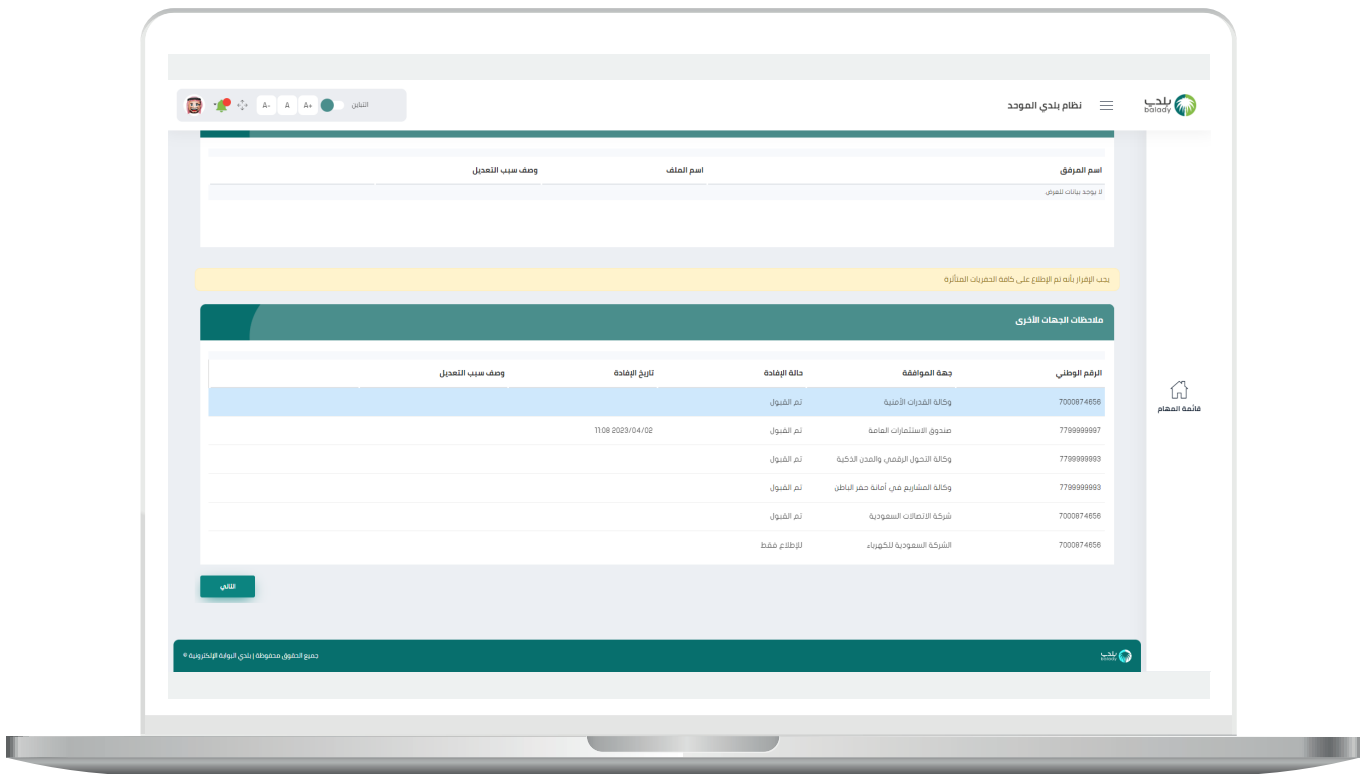 بلدي
balady
نظام بلدي الموحد
التباين A+ A A-
اسم المرفق اسم الملف وصف سبب التعديل
لا يوجد بيانات للعرض
يجب الإقرار بأنه تم الإطلاع على كافة الحفريات المتأثرة
ملاحظات الجهات الأخرى
الرقم الوطني جهة الموافقة حالة الإفادة تاريخ الإفادة وصف سبب التعديل
7000874656 وكالة القدرات الأمنية تم القبول
7799999997 صندوق الاستثمارات العامة تم القبول 2023/04/02 11:08
7799999993 وكالة التحول الرقمي والمدن الذكية تم القبول
7799999993 وكالة المشاريع في أمانة حفر الباطن تم القبول
7000874656 شركة الاتصالات السعودية تم القبول
7000874656 الشركة السعودية للكهرباء للإطلاع فقط
قائمة المهام
التالي
بلدي
balady
جميع الحقوق محفوظة | بلدي البوابة الإلكترونية ©